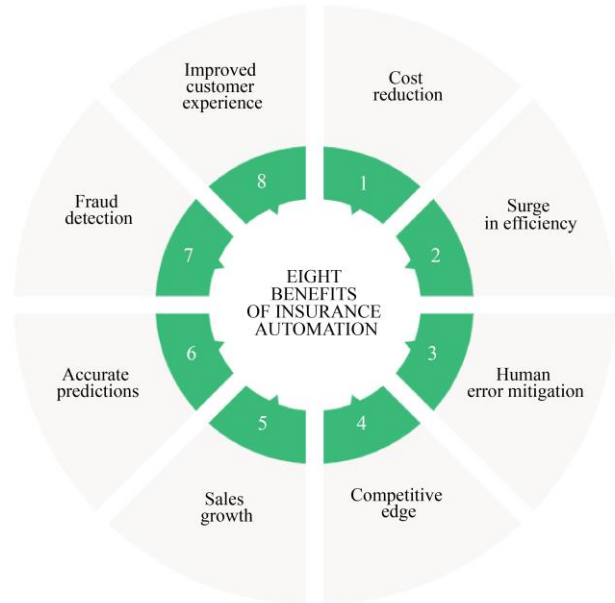 EIGHT
BENEFITS
OF INSURANCE
AUTOMATION
1
Cost
reduction
2
Surge
in efficiency
3
Human
error mitigation
4
Competitive
edge
5
Sales
growth
6
Accurate
predictions
7
Fraud
detection
8
Improved
customer
experience